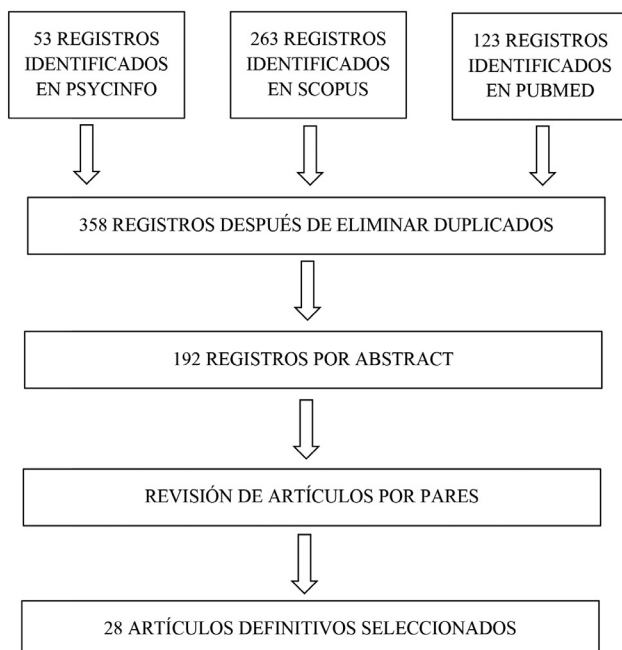 53 REGISTROS
IDENTIFICADOS
EN PSYCINFO
263 REGISTROS
IDENTIFICADOS
EN SCOPUS
123 REGISTROS
IDENTIFICADOS
EN PUBMED
358 REGISTROS DESPUÉS DE ELIMINAR DUPLICADOS
192 REGISTROS POR ABSTRACT
REVISIÓN DE ARTÍCULOS POR PARES
28 ARTÍCULOS DEFINITIVOS SELECCIONADOS